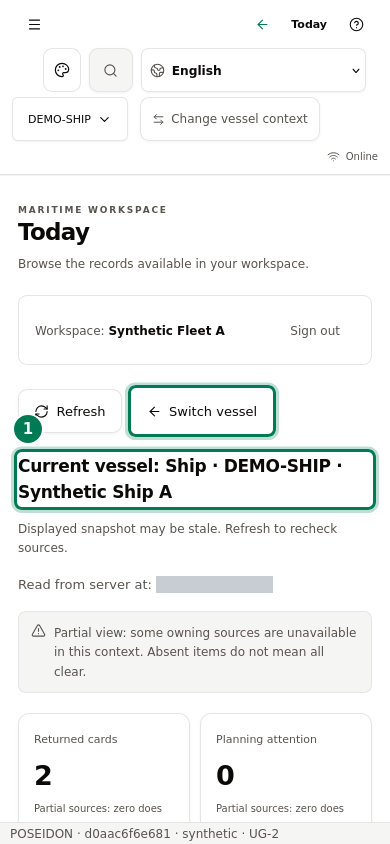 Today
English
DEMO-SHIP
Change vessel context
Online
MARITIME WORKSPACE
Today
Browse the records available in your workspace.
Workspace: Synthetic Fleet A
Sign out
Refresh
Switch vessel
1
Current vessel: Ship · DEMO-SHIP ·
Synthetic Ship A
Displayed snapshot may be stale. Refresh to recheck
sources.
Read from server at:
Partial view: some owning sources are unavailable
in this context. Absent items do not mean all
clear.
Returned cards
2
Partial sources: zero does
Planning attention
0
Partial sources: zero does
POSEIDON · d0aac6f6e681 · synthetic · UG-2